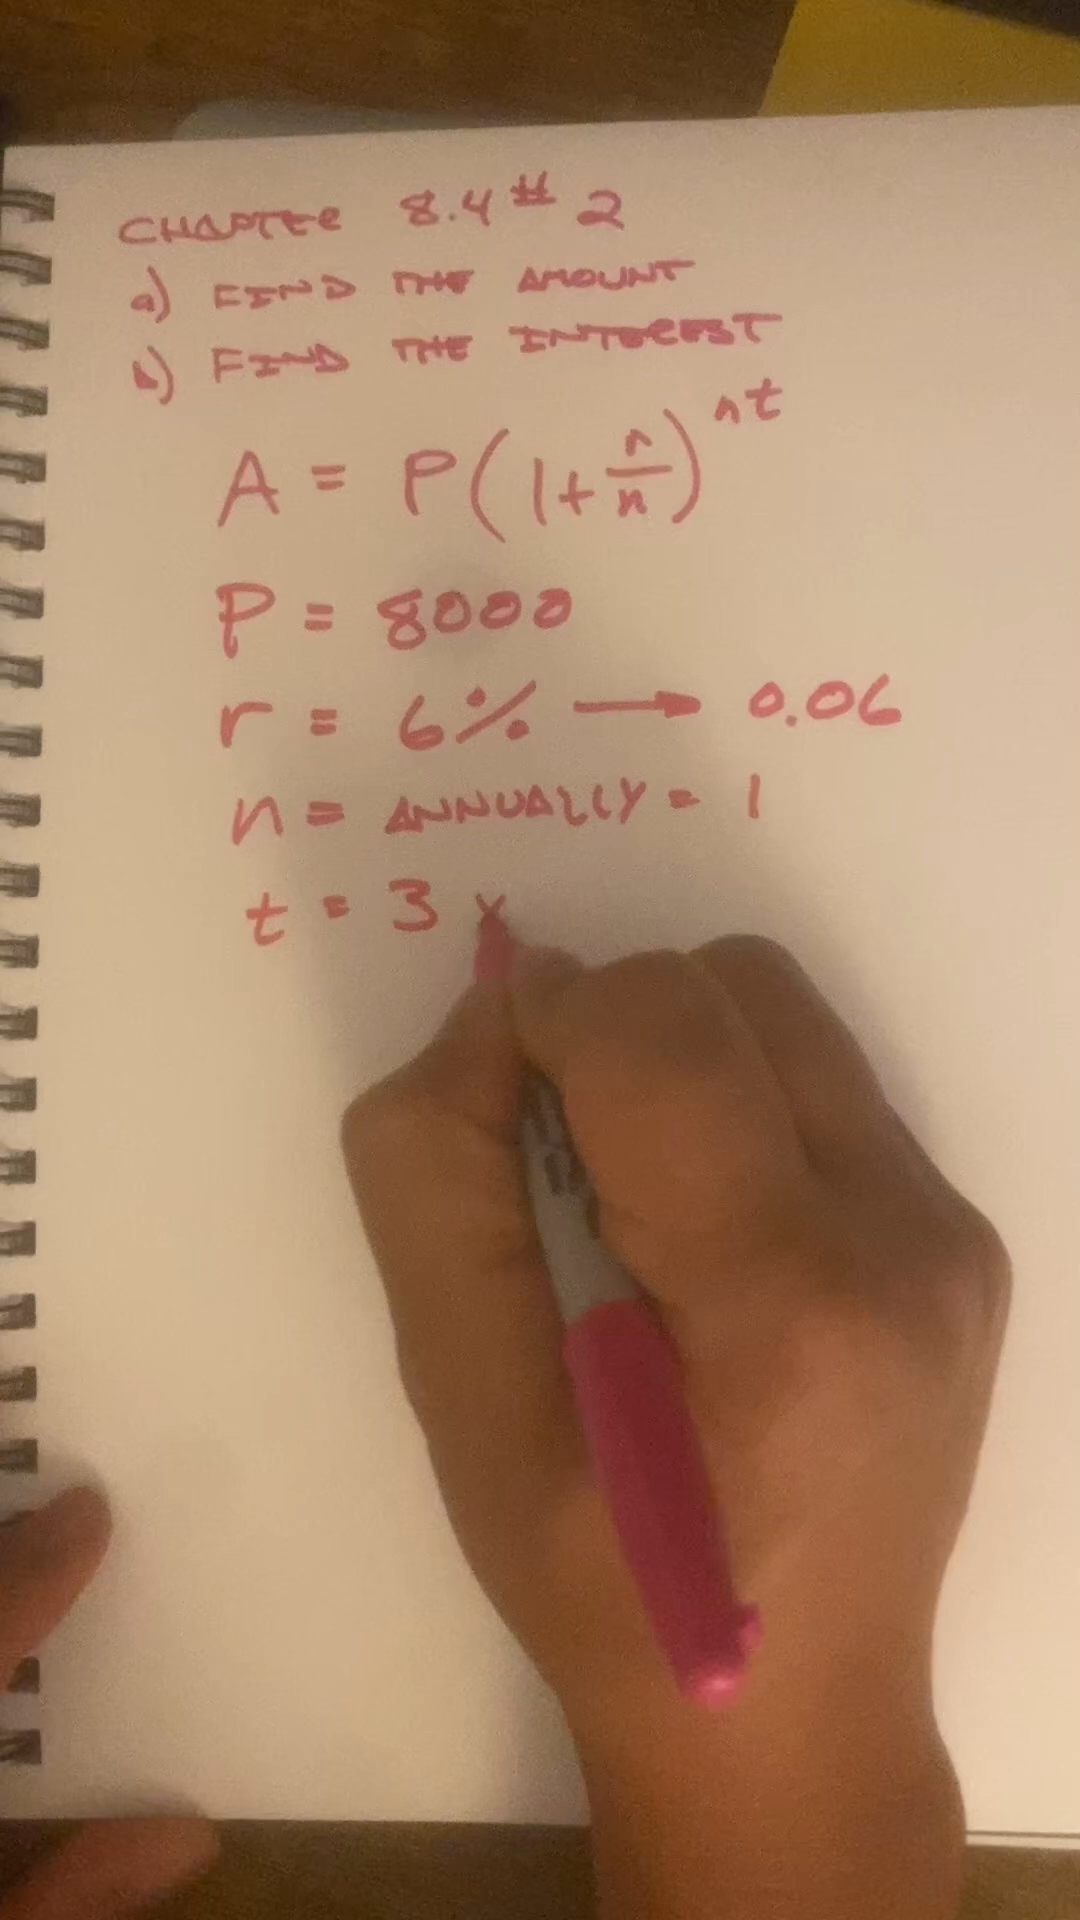 CHAPTER 8.4 # 2
a) FIND THE AMOUNT
b) FIND THE INTEREST
A = P(1+r/n)^nt
P = 8000
r = 6% → 0.06
n = ANNUALLY = 1
t = 3 Y